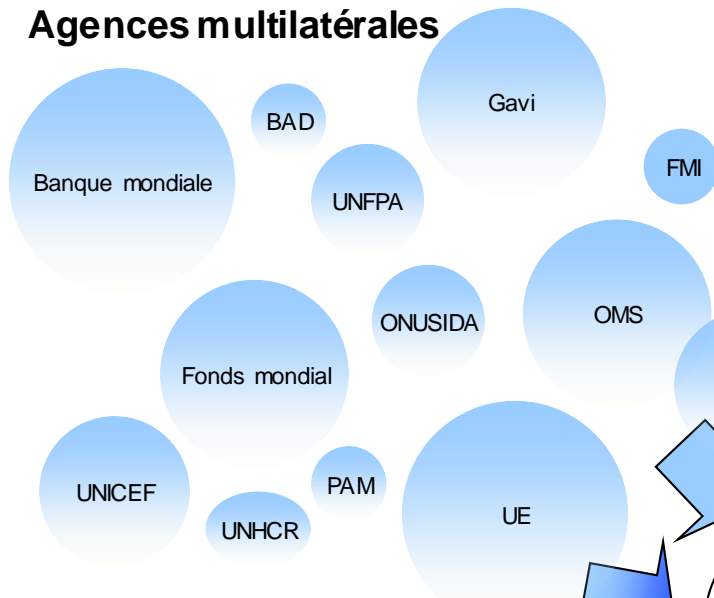 Agences multilatérales
Gavi
BAD
FMI
Banque mondiale
UNFPA
OMS
ONUSIDA
Fonds mondial
PAM
UNICEF
UE
UNHCR